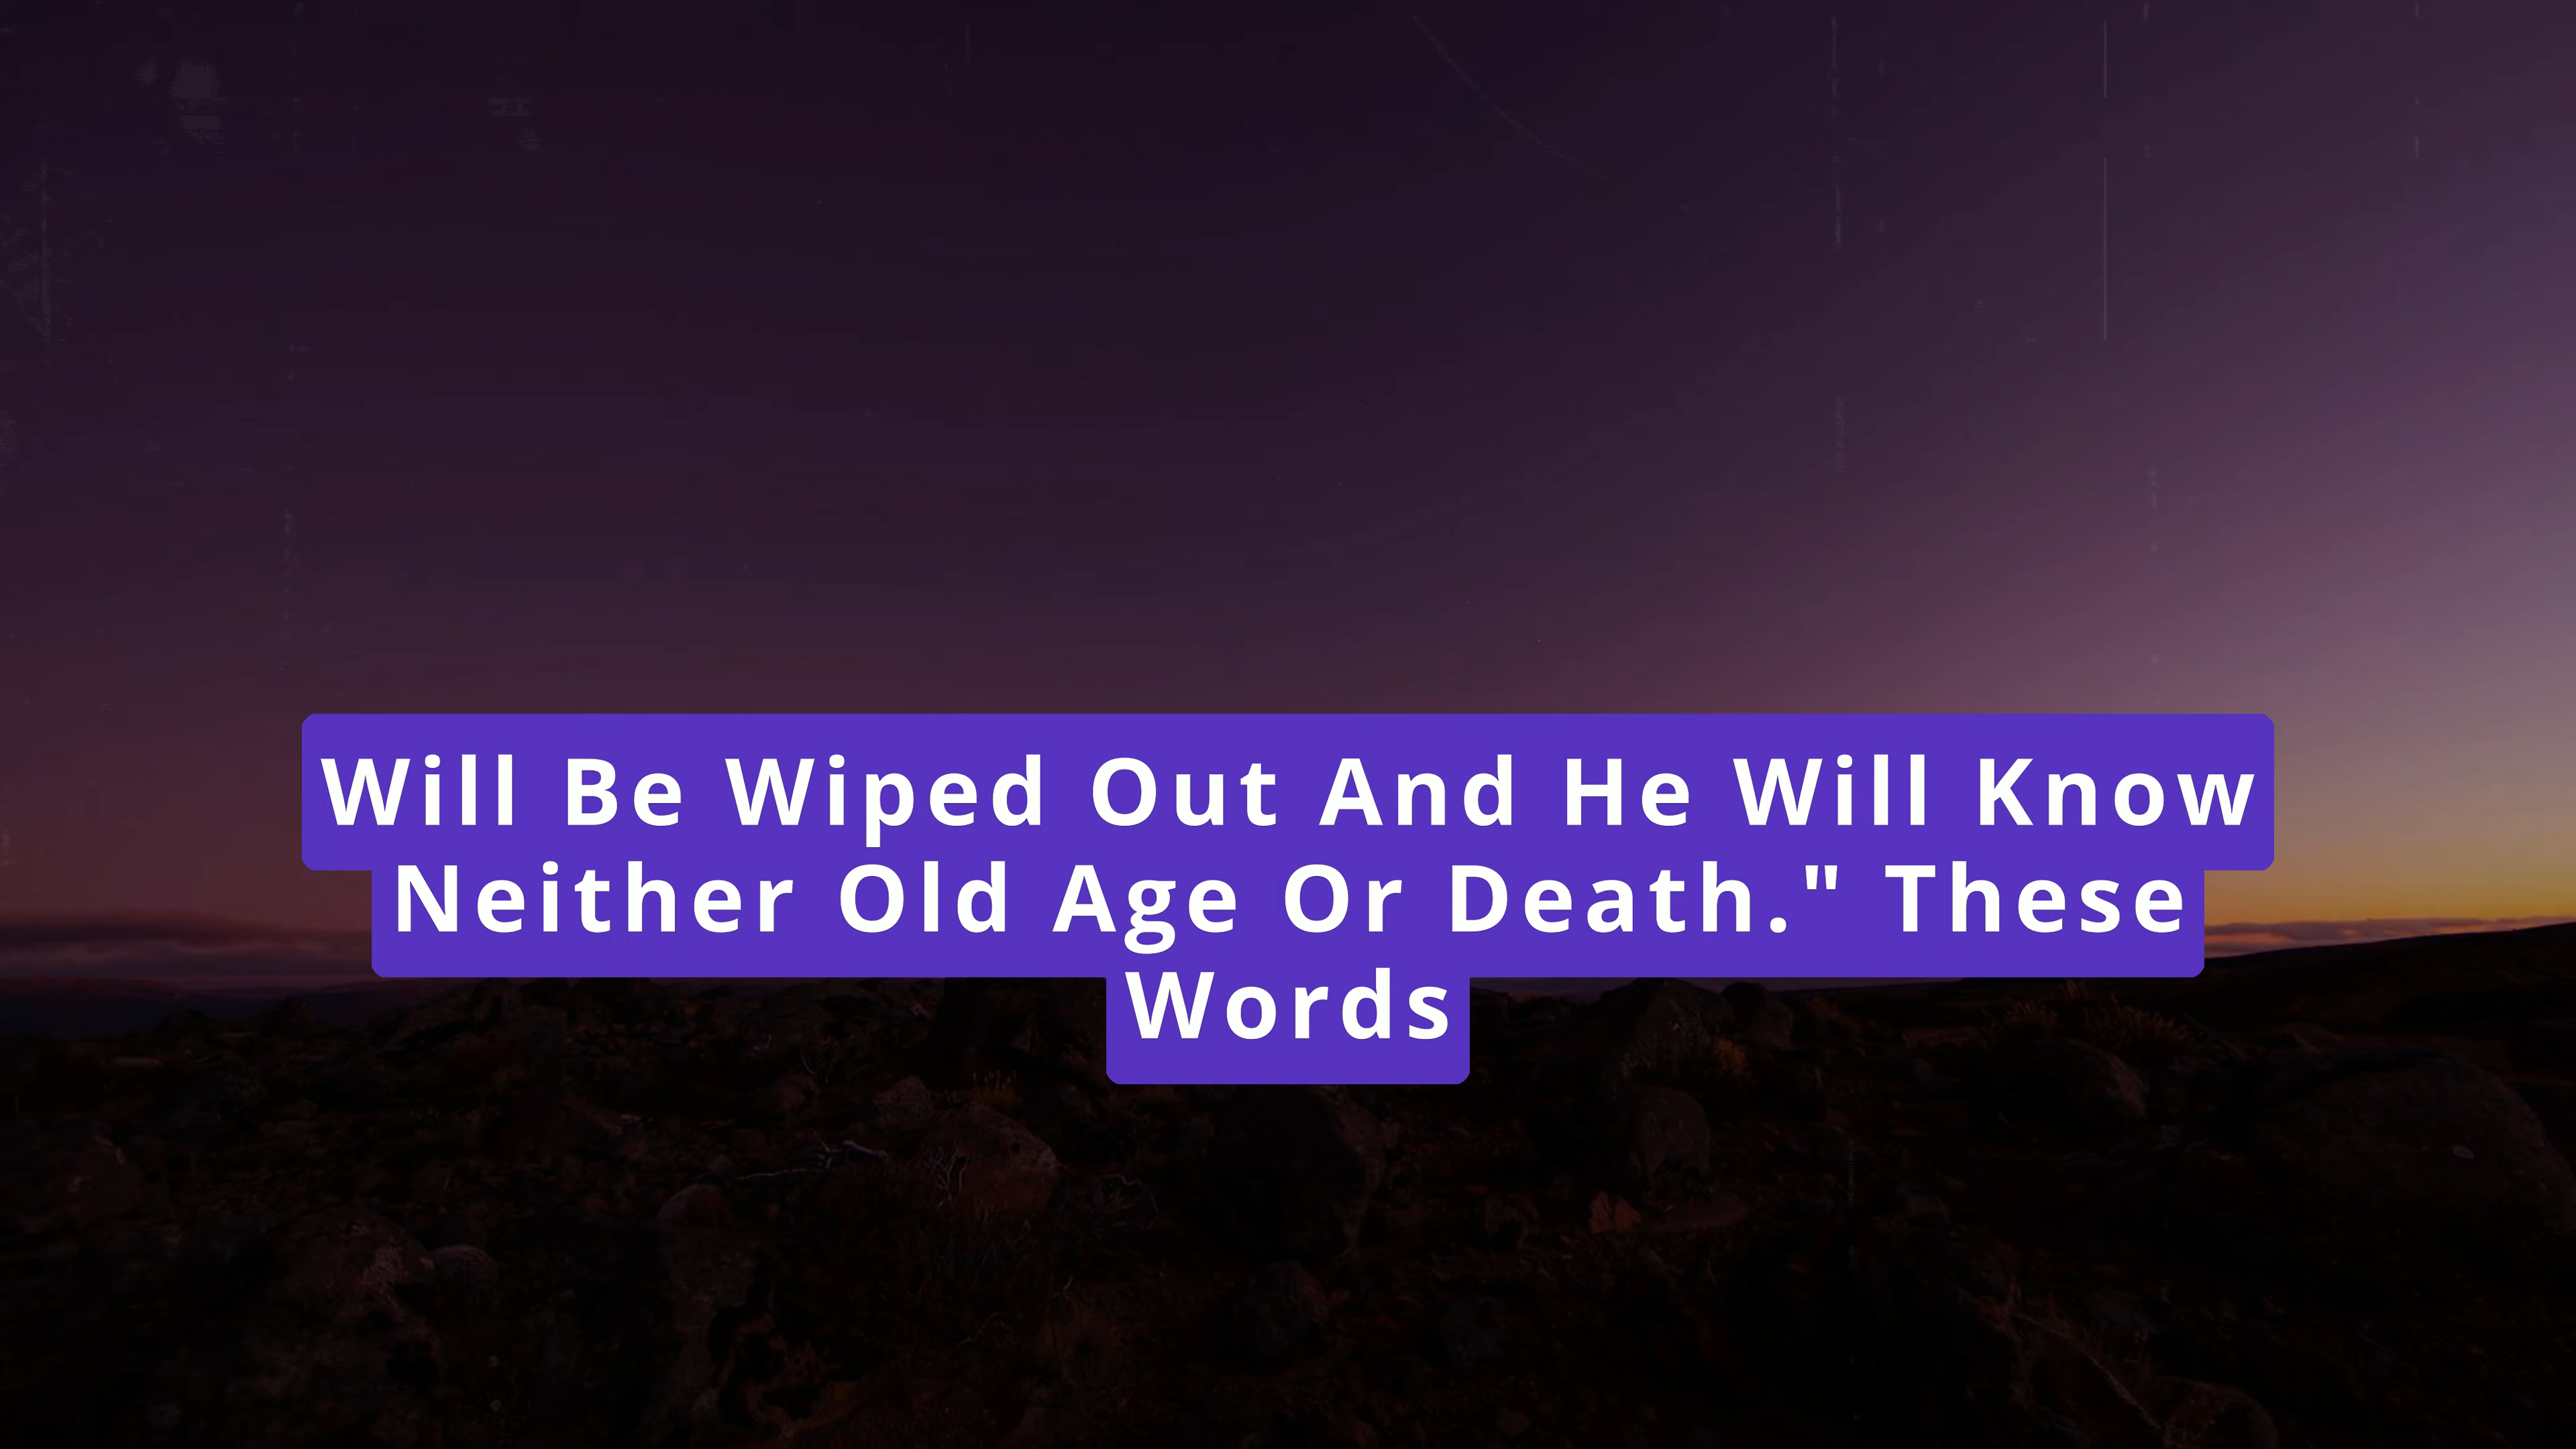 Will Be Wiped Out And He Will Know
Neither Old Age Or Death." These
Words